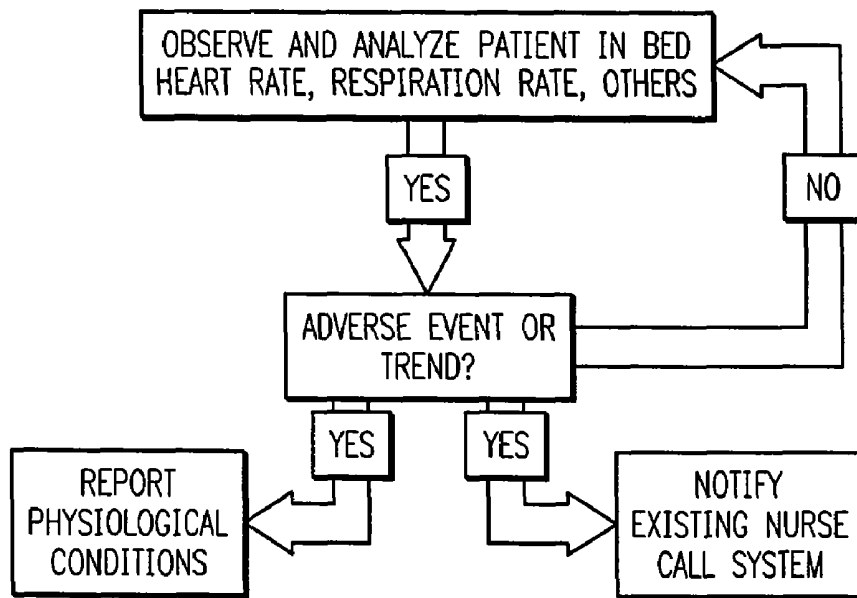 OBSERVE AND ANALYZE PATIENT IN BED
HEART RATE, RESPIRATION RATE, OTHERS
YES
NO
ADVERSE EVENT OR
TREND?
YES
YES
REPORT
PHYSIOLOGICAL
CONDITIONS
NOTIFY
EXISTING NURSE
CALL SYSTEM